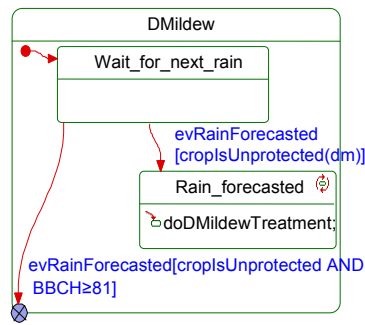 DMildew
Wait_for_next_rain
evRainForecasted
[cropIsUnprotected(dm)]
Rain_forecasted
doDMildewTreatment;
evRainForecasted[cropIsUnprotected AND
BBCH≥81]